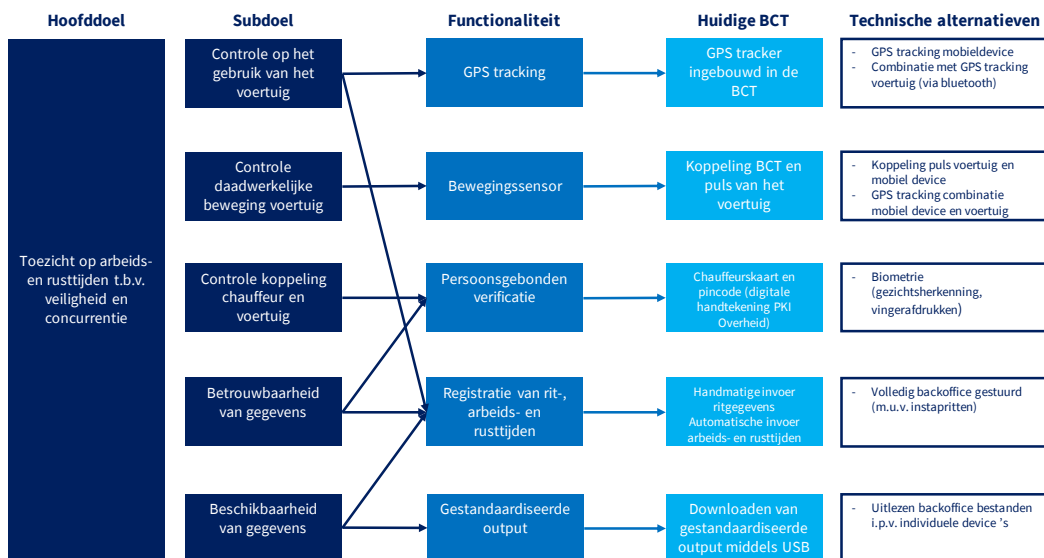 Hoofddoel
Subdoel
Functionaliteit
Huidige BCT
Technische alternatieven
Toezicht op arbeids-
en rusttijden t.b.v.
veiligheid en
concurrentie
Controle op het
gebruik van het
voertuig
GPS tracking
GPS tracker
ingebouwd in de
BCT
- GPS tracking mobieldevice
- Combinatie met GPS tracking
voertuig (via bluetooth)
Controle
daadwerkelijke
beweging voertuig
Bewegingssensor
Koppeling BCT en
puls van het
voertuig
- Koppeling puls voertuig en
mobiel device
- GPS tracking combinatie
mobiel device en voertuig
Controle koppeling
chauffeur en
voertuig
Persoonsgebonden
verificatie
Chauffeurskaart en
pincode (digitale
handtekening PKI
Overheid)
- Biometrie
(gezichtsherkenning,
vingerafdrukken)
Betrouwbaarheid
van gegevens
Registratie van rit-,
arbeids- en
rusttijden
Handmatige invoer
ritgegevens
Automatische invoer
arbeids- en rusttijden
- Volledig backoffice gestuurd
(m.u.v. instapritten)
Beschikbaarheid
van gegevens
Gestandaardiseerde
output
Downloaden van
gestandaardiseerde
output middels USB
- Uitlezen backoffice bestanden
i.p.v. individuele device 's